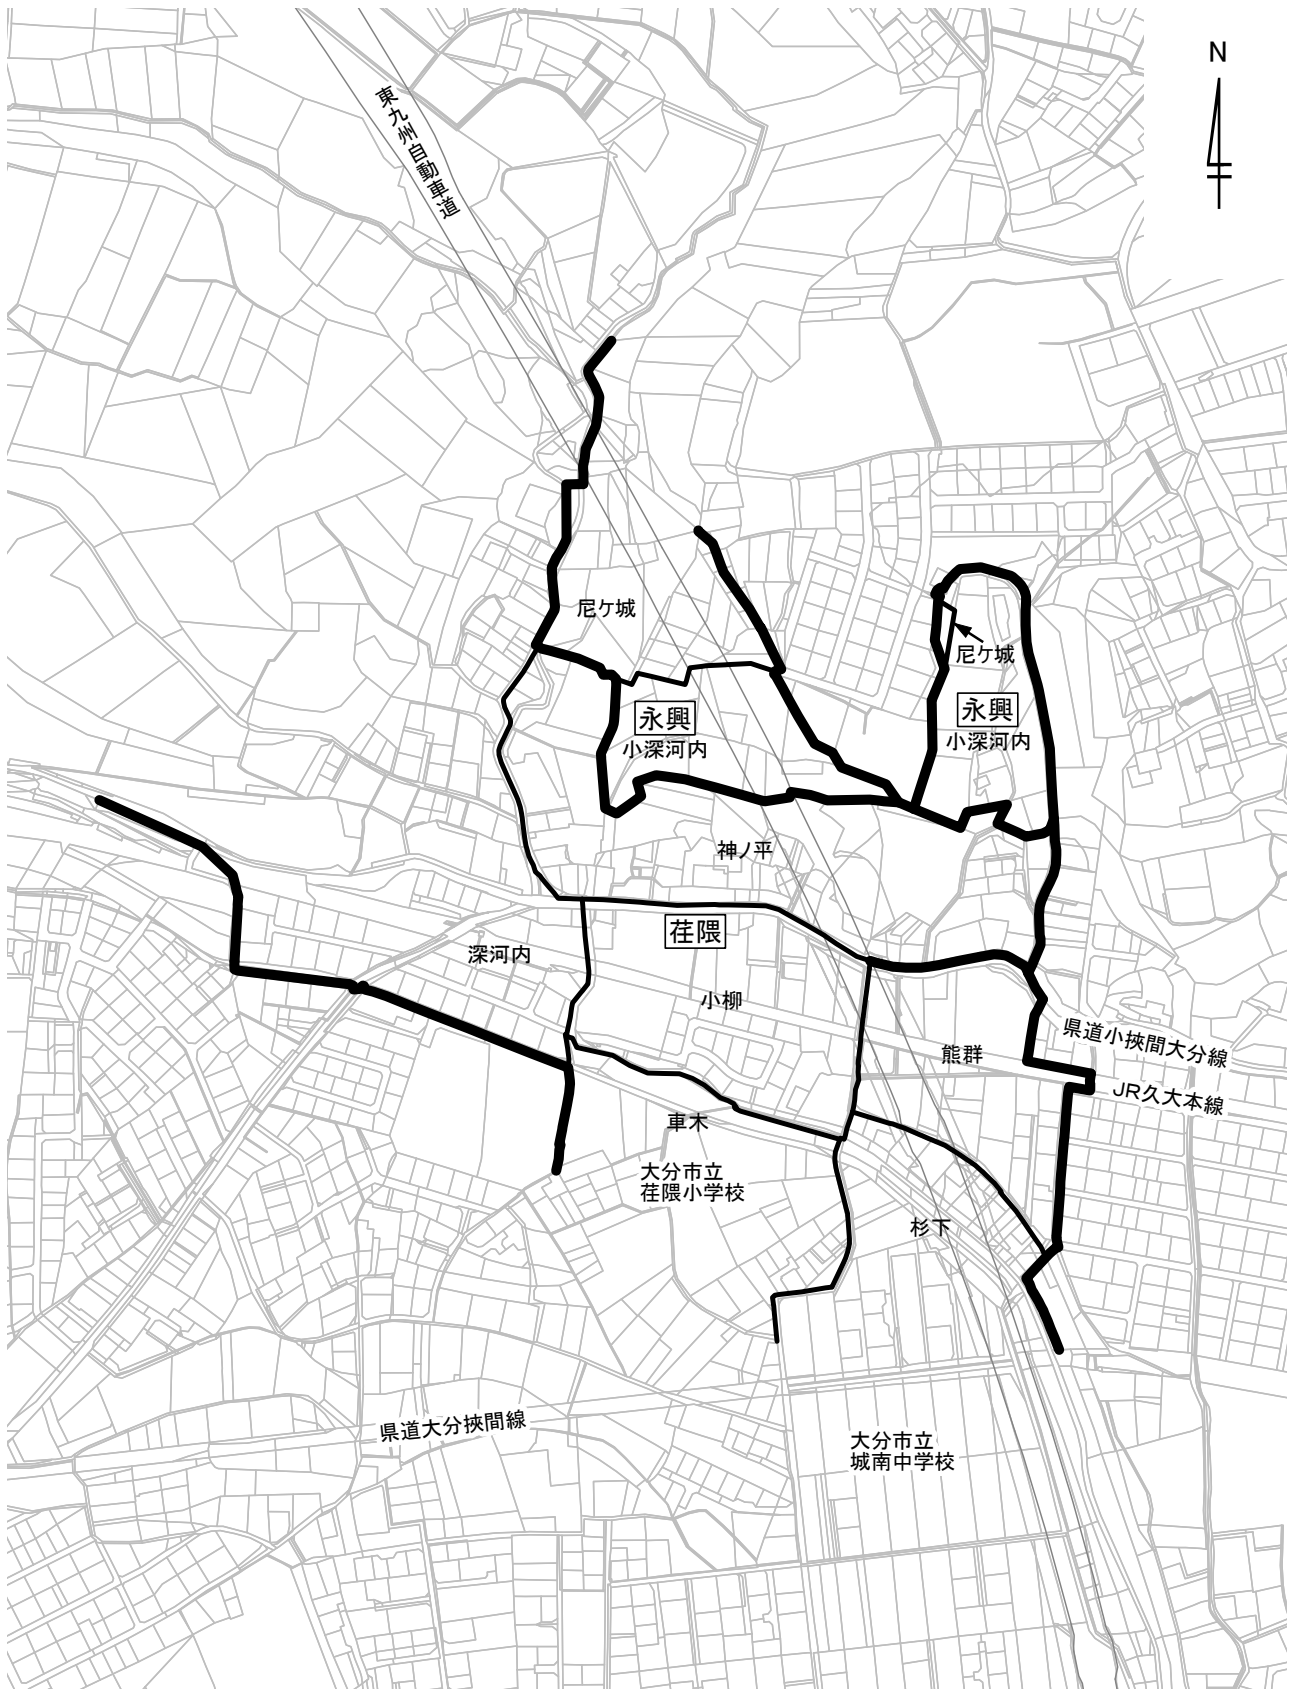 N
東九州自動車道
尼ケ城
尼ケ城
永興
小深河内
永興
小深河内
神ノ平
荏隈
深河内
小柳
県道小挾間大分線
熊群
JR久大本線
車木
大分市立
荏隈小学校
杉下
県道大分挾間線
大分市立
城南中学校